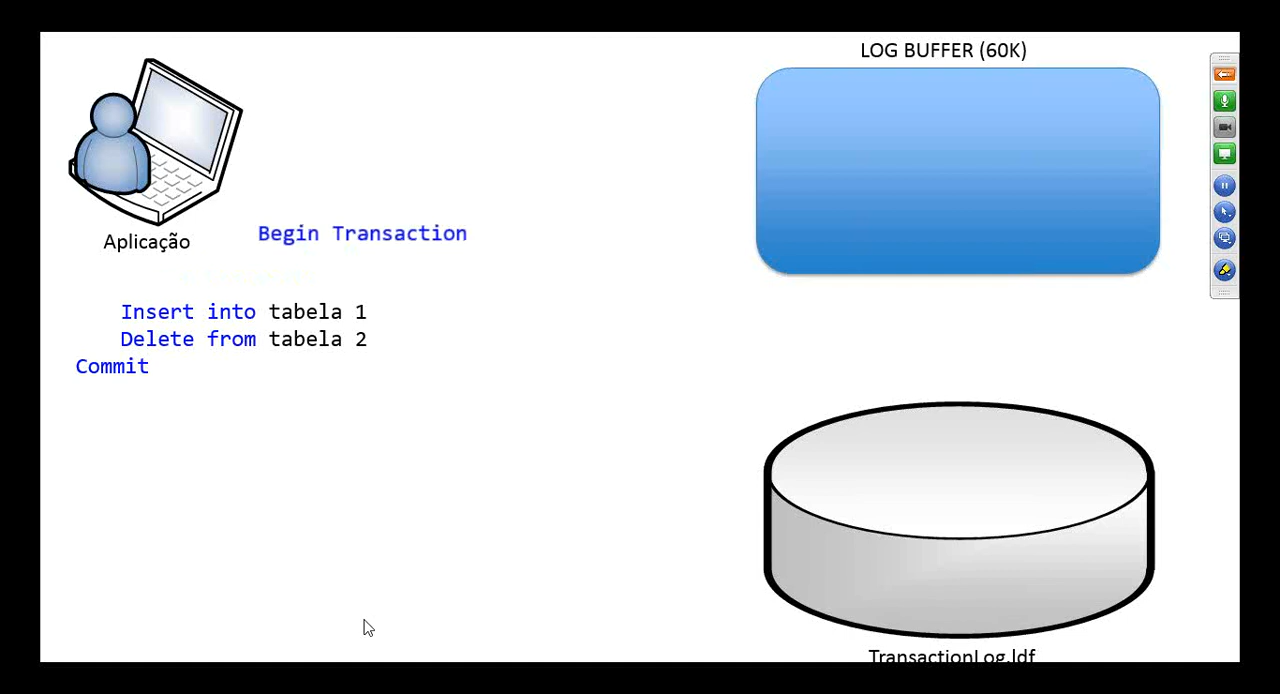 LOG BUFFER (60K)
Aplicação
Begin Transaction
Insert into tabela 1
Delete from tabela 2
Commit
TransactionLog.ldf